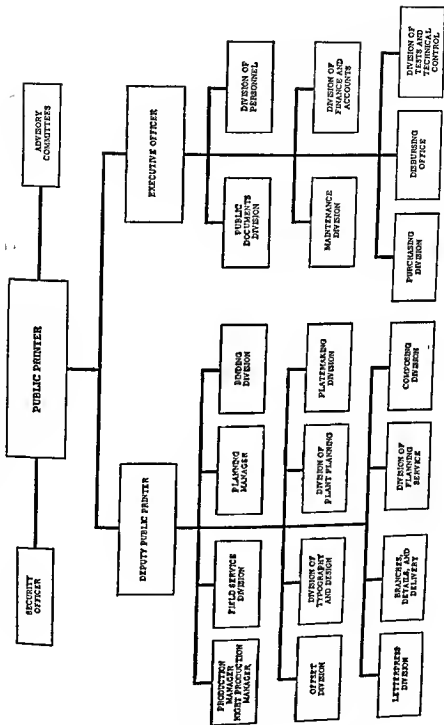 PUBLIC PRINTER
SECURITY
OFFICER
ADVISORY
COMMITTEES
DEPUTY PUBLIC PRINTER
EXECUTIVE OFFICER
PRODUCTION
MANAGER
NIGHT PRODUCTION
MANAGER
FIELD SERVICE
DIVISION
PLANNING
MANAGER
BINDING
DIVISION
PUBLIC
DOCUMENTS
DIVISION
DIVISION OF
PERSONNEL
OFFSET
DIVISION
DIVISION OF
TYPOGRAPHY
AND DESIGN
DIVISION OF
PLANT PLANNING
PLATEMAKING
DIVISION
MAINTENANCE
DIVISION
DIVISION OF
FINANCE AND
ACCOUNTS
LETTERPRESS
DIVISION
BRANCHES,
DETAILS, AND
DELIVERY
DIVISION OF
PLANNING
SERVICE
COMPOSING
DIVISION
PURCHASING
DIVISION
DISBURSING
OFFICE
DIVISION OF
TESTS AND
TECHNICAL
CONTROL